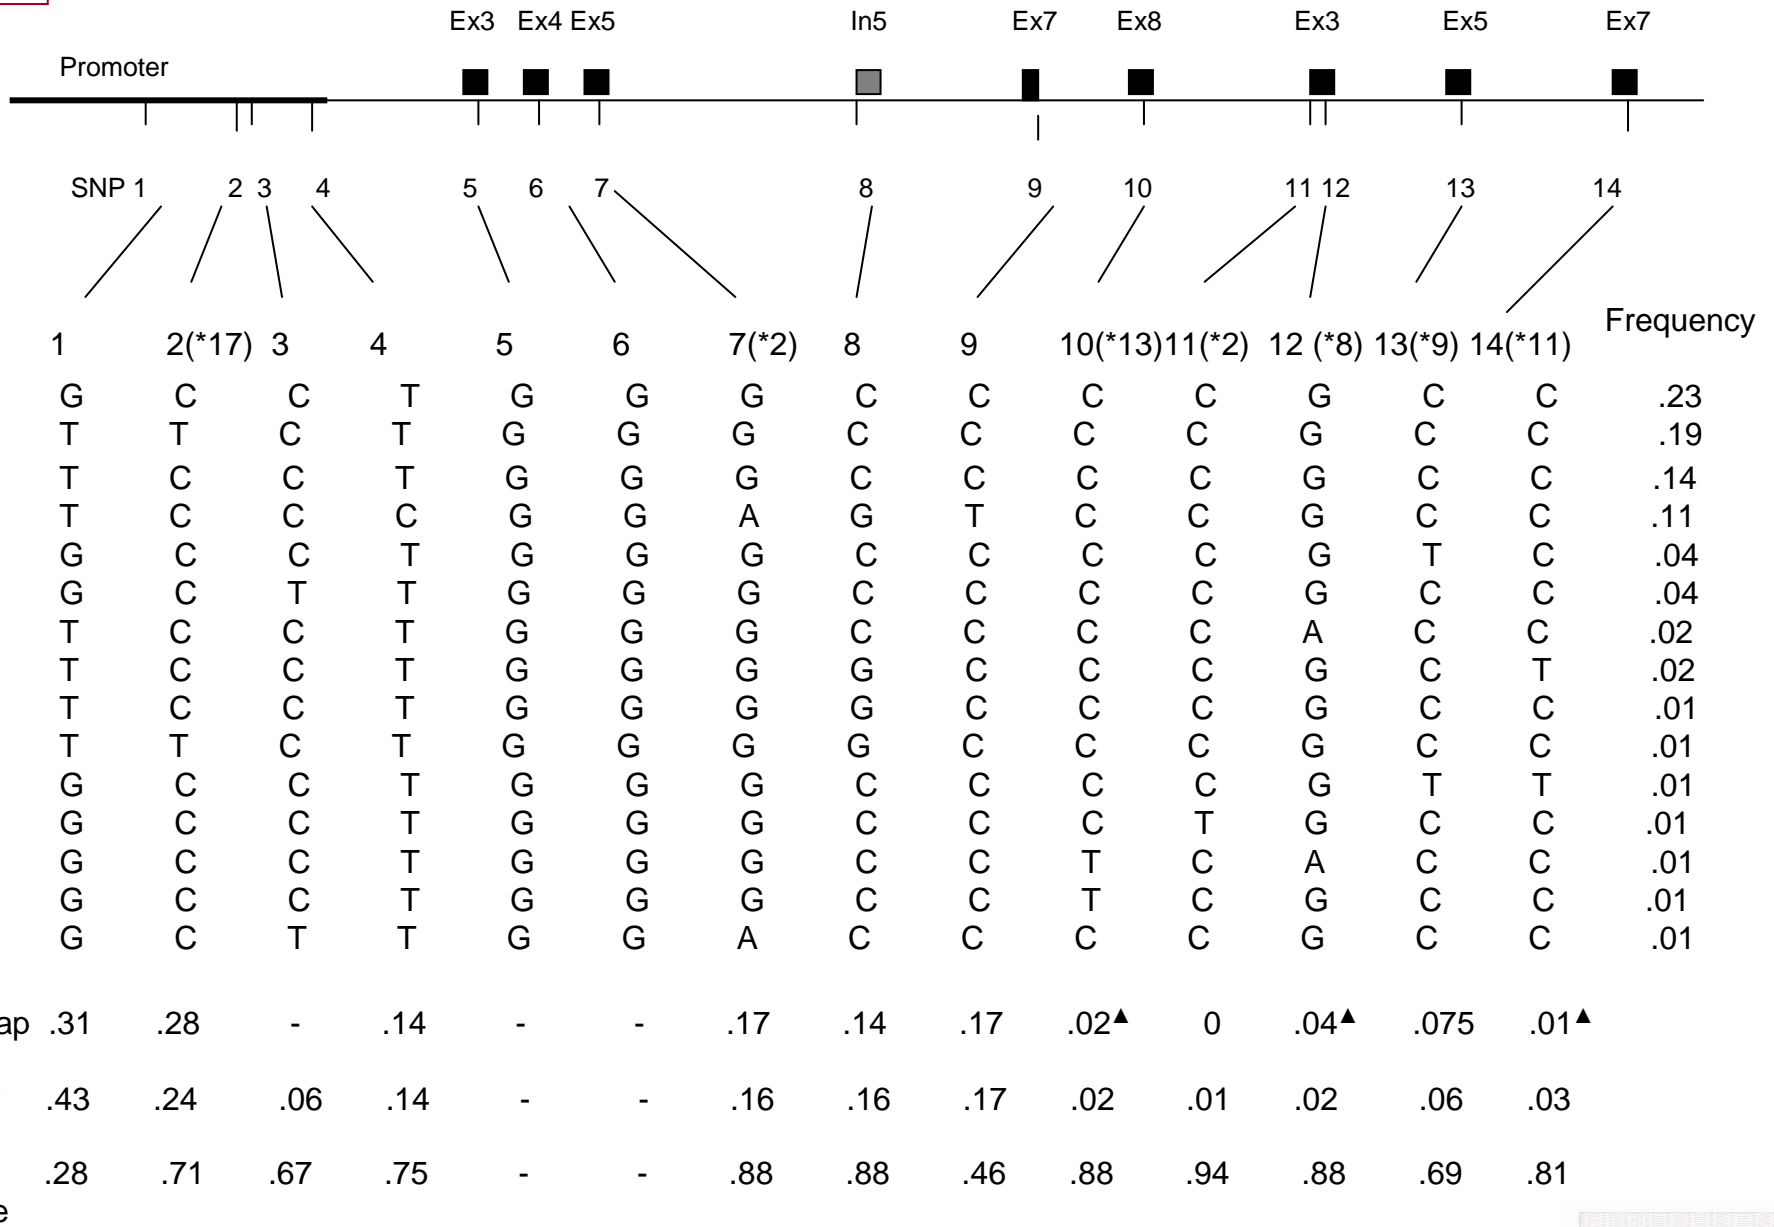 Ex3 Ex4 Ex5 In5 Ex7 Ex8 Ex3 Ex5 Ex7
Promoter
SNP 1 2 3 4 5 6 7 8 9 10 11 12 13 14
Frequency
1 2(*17) 3 4 5 6 7(*2) 8 9 10(*13) 11(*2) 12 (*8) 13(*9) 14(*11)
G C C T G G G C C C C G C C .23
T T C T G G G C C C C G C C .19
T C C T G G G C C C C G C C .14
T C C C G G A G T C C G C C .11
G C C T G G G C C C C G T C .04
G C T T G G G C C C C G C C .04
T C C T G G G C C C C A C C .02
T C C T G G G G C C C G C T .02
T C C T G G G G C C C G C C .01
T T C T G G G G C C C G C C .01
G C C T G G G C C C C G T T .01
G C C T G G G C C C T G C C .01
G C C T G G G C C T C A C C .01
G C C T G G G C C T C G C C .01
G C T T G G A C C C C G C C .01
ap .31 .28 - .14 - - .17 .14 .17 .02▲ 0 .04▲ .075 .01▲
.43 .24 .06 .14 - - .16 .16 .17 .02 .01 .02 .06 .03
.28 .71 .67 .75 - - .88 .88 .46 .88 .94 .88 .69 .81
e